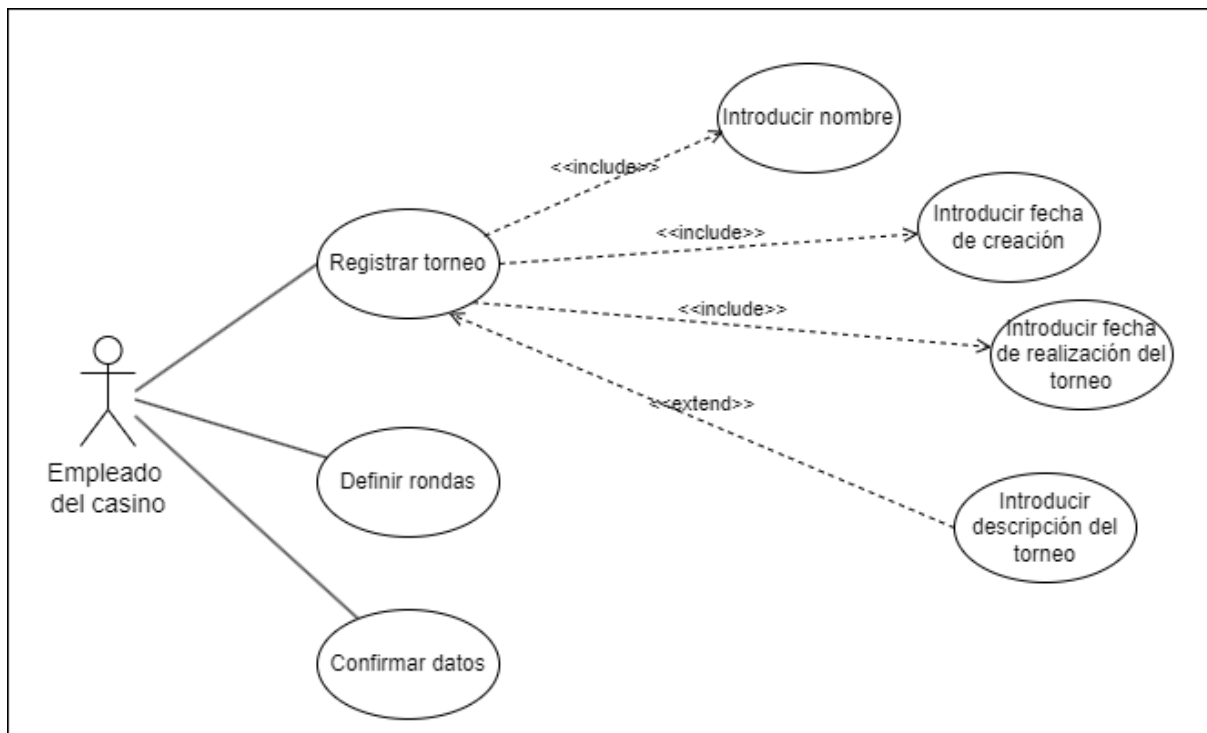 Introducir nombre
<<include>>
Introducir fecha
de creación
<<include>>
Registrar torneo
<<include>>
Introducir fecha
de realización del
torneo
<<extend>>
Empleado
del casino
Definir rondas
Introducir
descripción del
torneo
Confirmar datos